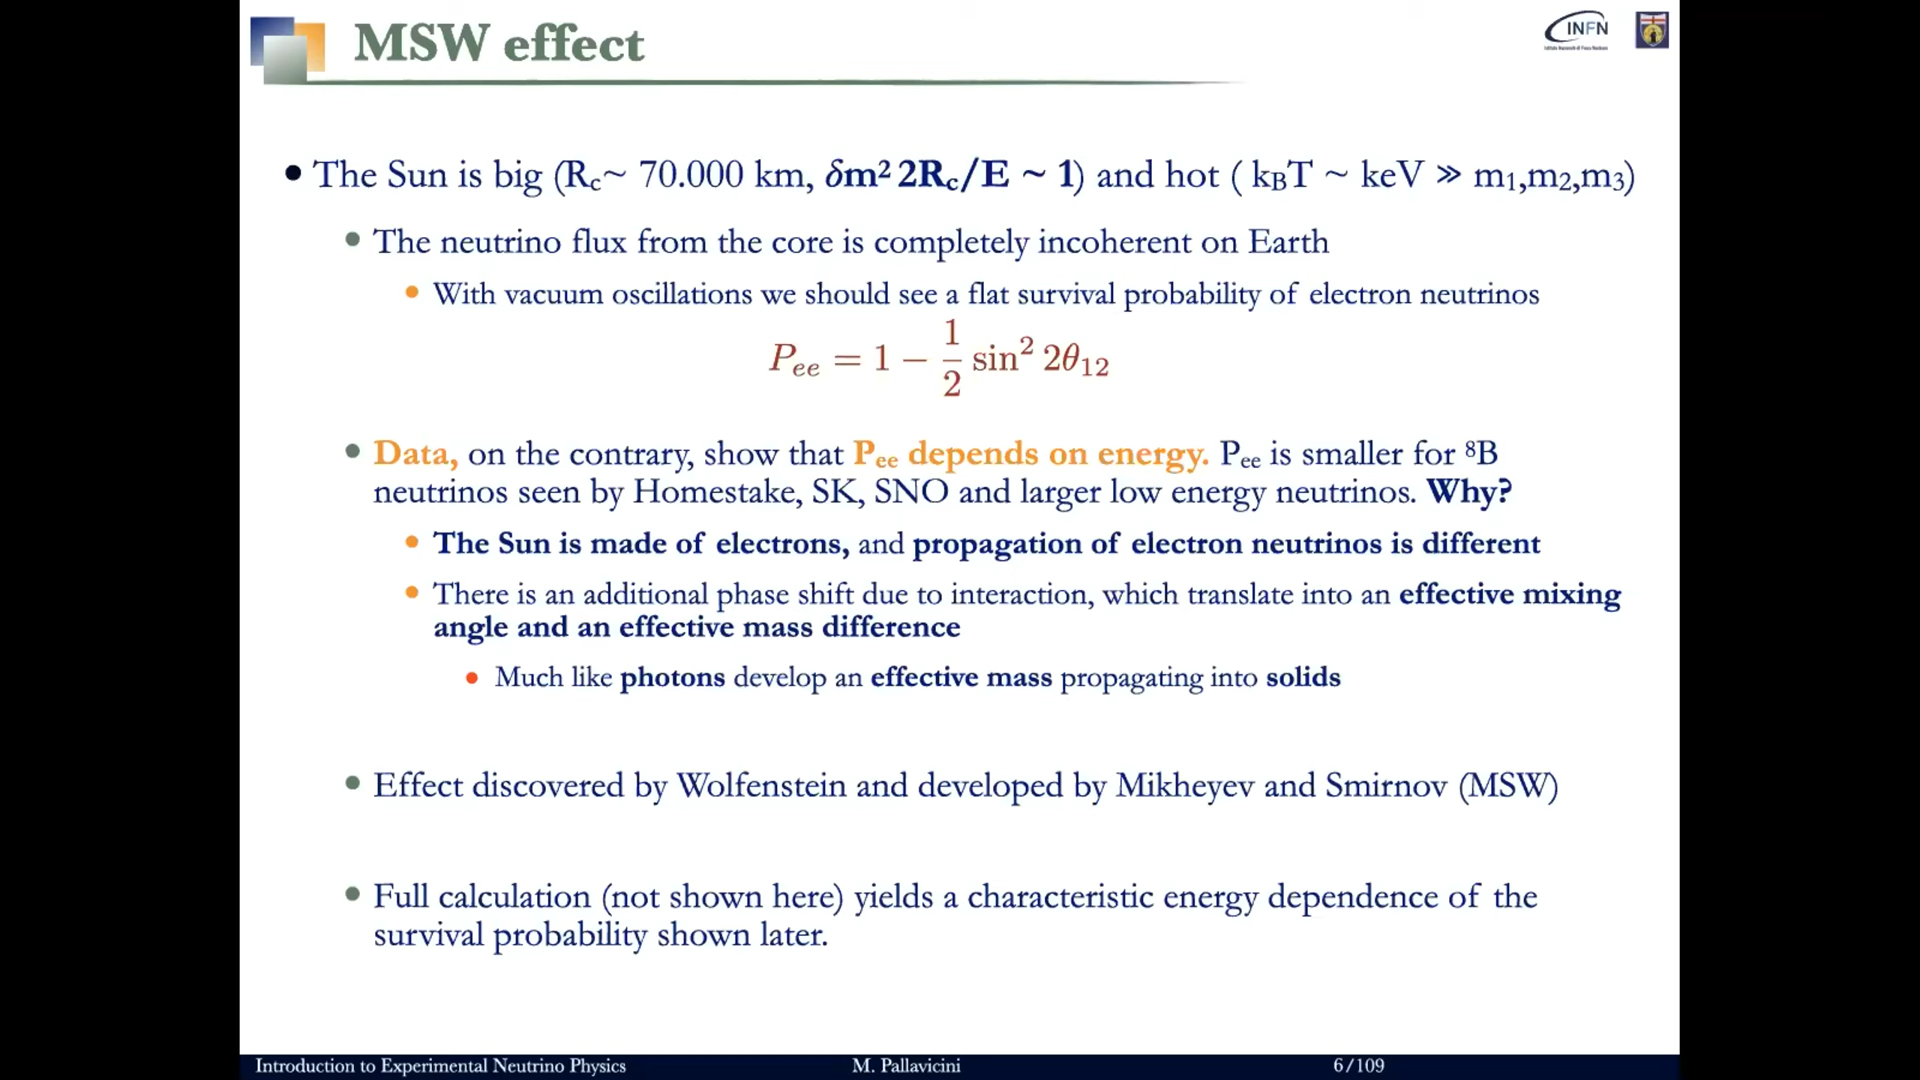 MSW effect
INFN
• The Sun is big (Rc~ 70.000 km, δm² 2Rc/E ~ 1) and hot ( kBT ~ keV ≫ m₁,m₂,m₃)
• The neutrino flux from the core is completely incoherent on Earth
• With vacuum oscillations we should see a flat survival probability of electron neutrinos
P_ee = 1 − 1/2 sin² 2θ₁₂
• Data, on the contrary, show that Pee depends on energy. Pee is smaller for ⁸B
neutrinos seen by Homestake, SK, SNO and larger low energy neutrinos. Why?
• The Sun is made of electrons, and propagation of electron neutrinos is different
• There is an additional phase shift due to interaction, which translate into an effective mixing
angle and an effective mass difference
• Much like photons develop an effective mass propagating into solids
• Effect discovered by Wolfenstein and developed by Mikheyev and Smirnov (MSW)
• Full calculation (not shown here) yields a characteristic energy dependence of the
survival probability shown later.
Introduction to Experimental Neutrino Physics M. Pallavicini 6/109